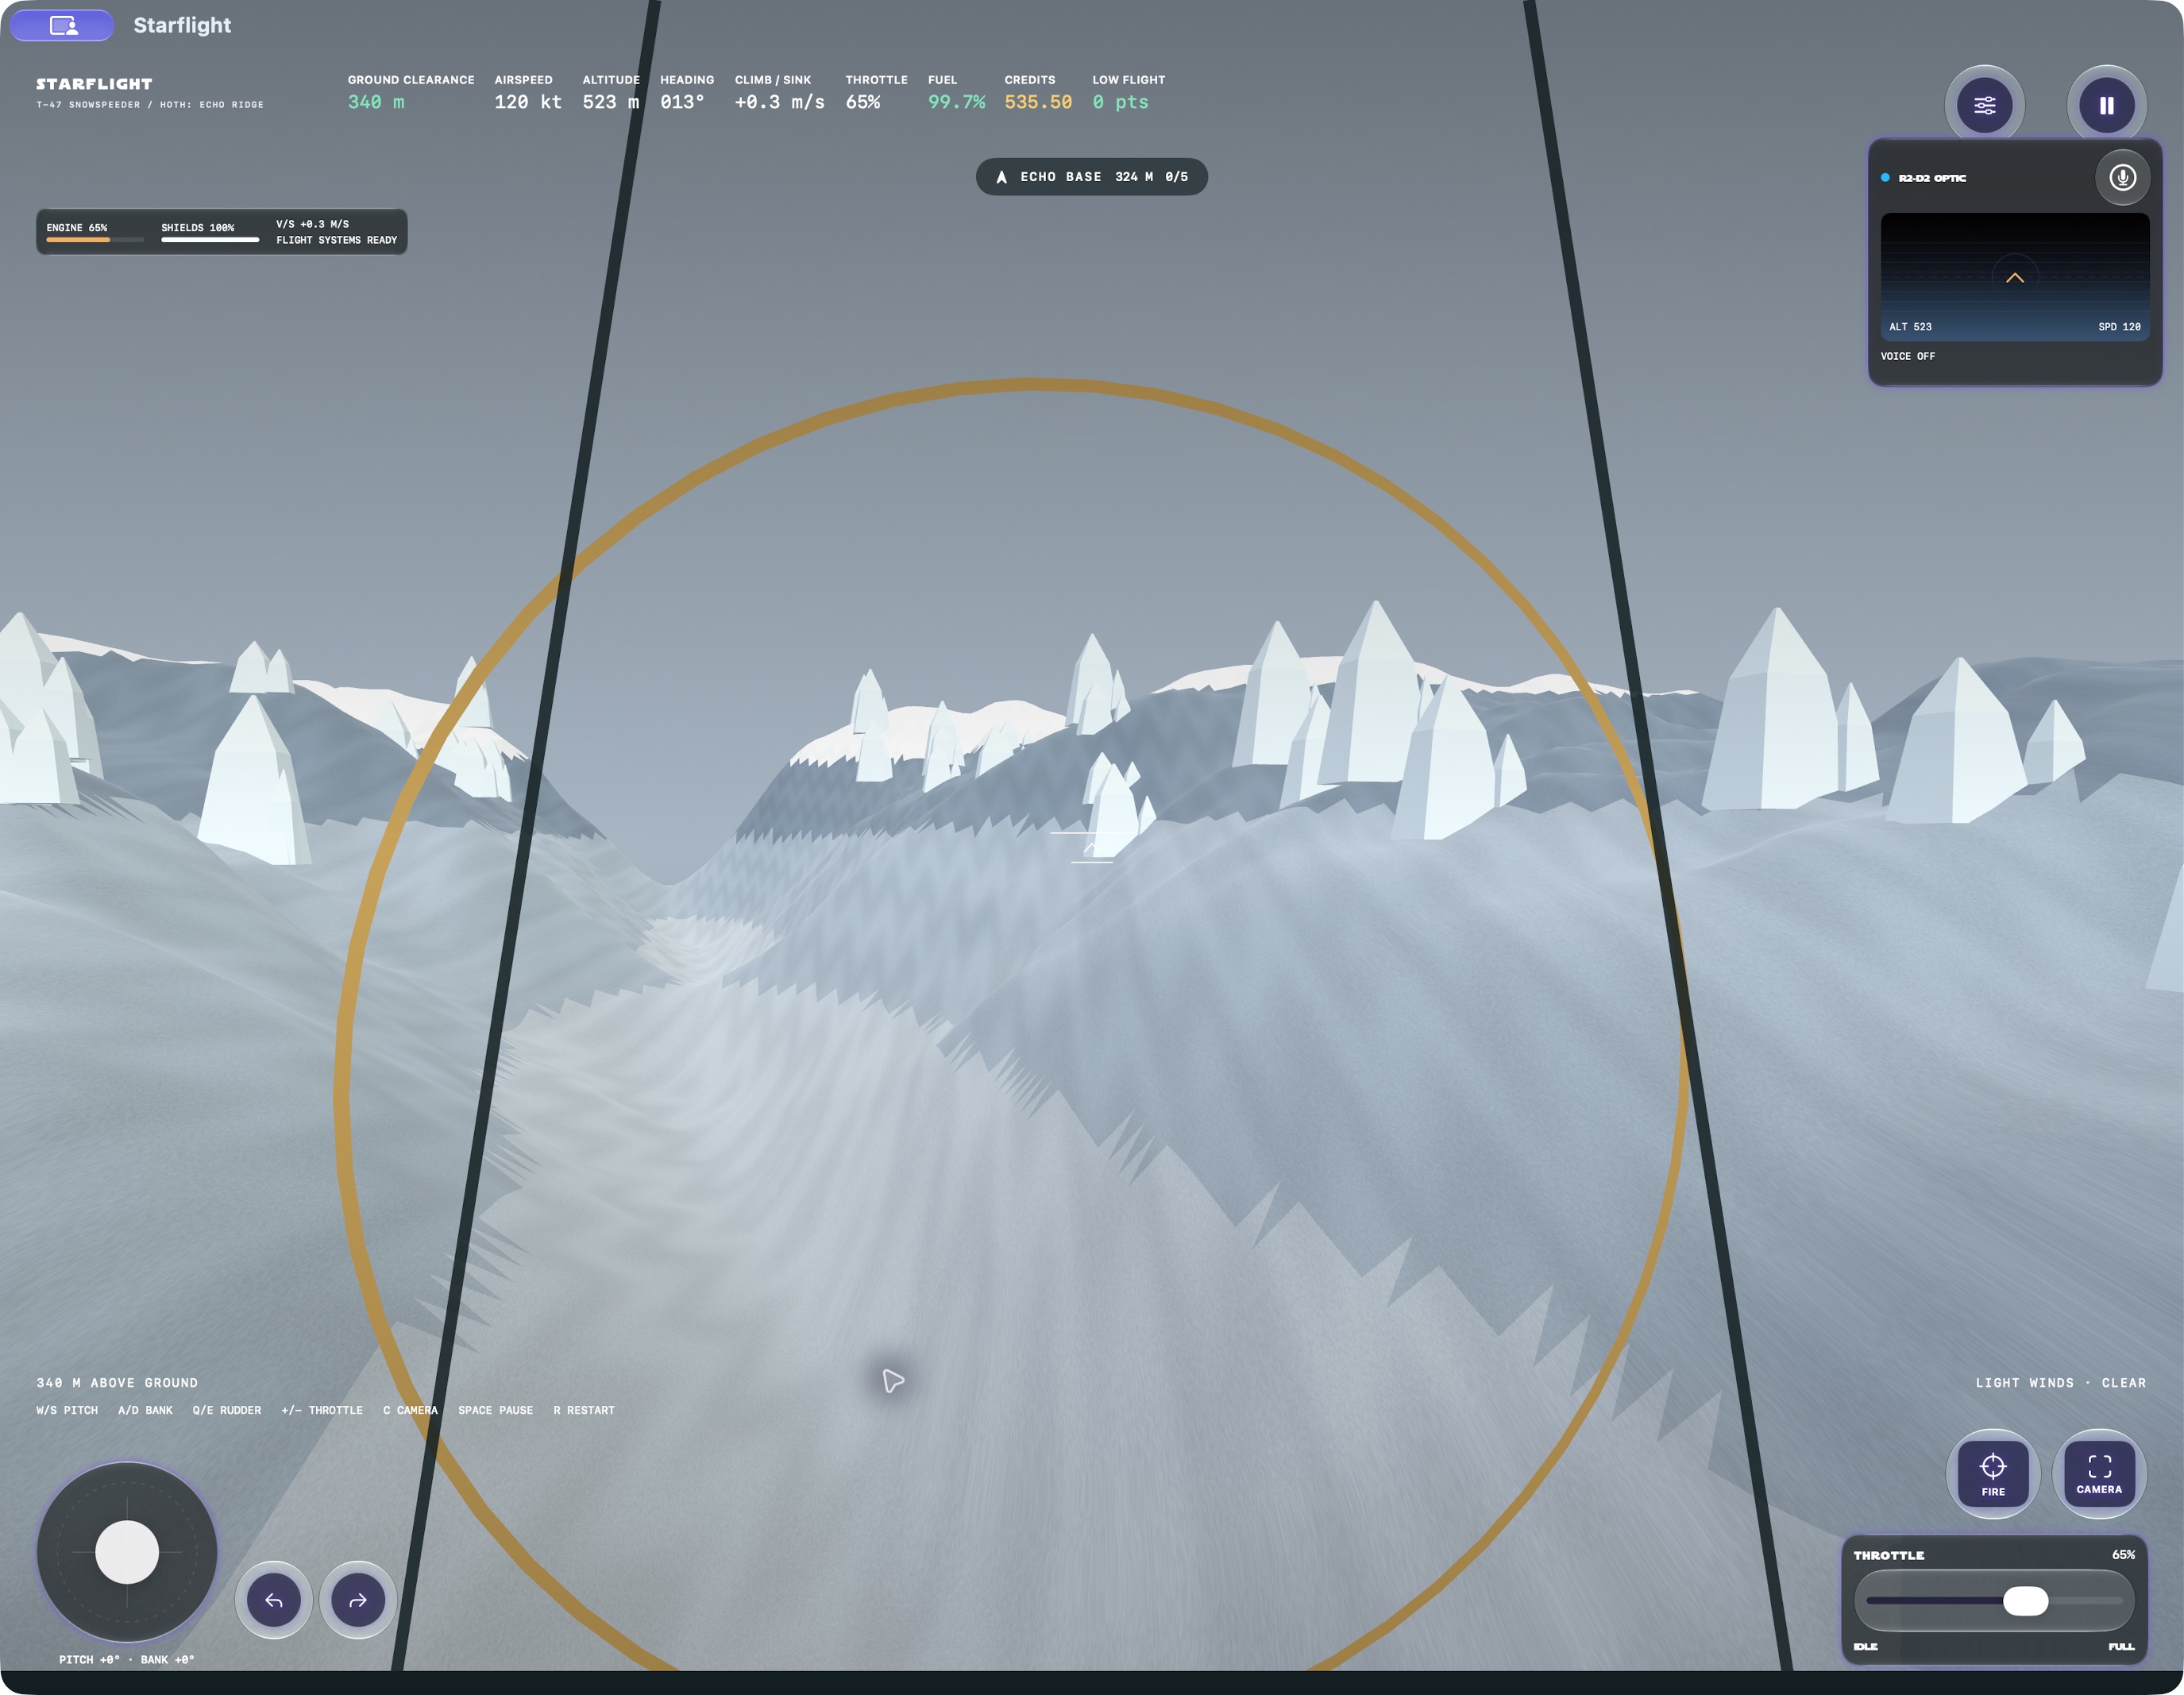 Starflight
STARFLIGHT
T-47 SNOWSPEEDER / HOTH: ECHO RIDGE
GROUND CLEARANCE AIRSPEED ALTITUDE HEADING CLIMB / SINK THROTTLE FUEL CREDITS LOW FLIGHT
340 m 120 kt 523 m 013° +0.3 m/s 65% 99.7% 535.50 0 pts
ECHO BASE 324 M 0/5
R2-D2 OPTIC
ENGINE 65% SHIELDS 100% V/S +0.3 M/S
FLIGHT SYSTEMS READY
ALT 523 SPD 120
VOICE OFF
340 M ABOVE GROUND
LIGHT WINDS · CLEAR
W/S PITCH A/D BANK Q/E RUDDER +/− THROTTLE C CAMERA SPACE PAUSE R RESTART
FIRE CAMERA
THROTTLE 65%
IDLE FULL
PITCH +0° · BANK +0°